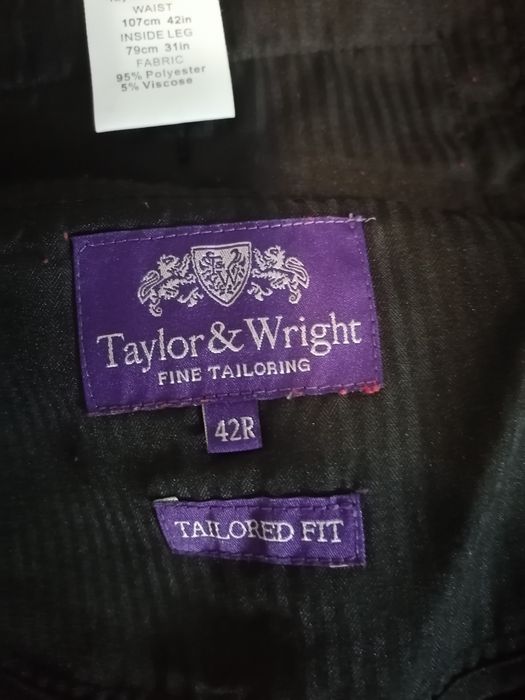 WAIST
107cm 42in
INSIDE LEG
79cm 31in
FABRIC
95% Polyester
5% Viscose
Taylor & Wright
FINE TAILORING
42R
TAILORED FIT